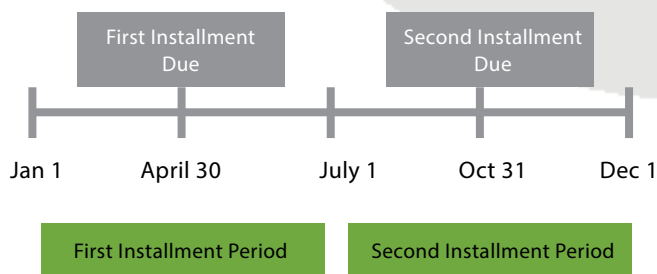 First Installment
Due
Second Installment
Due
Jan 1
April 30
July 1
Oct 31
Dec 1
First Installment Period
Second Installment Period